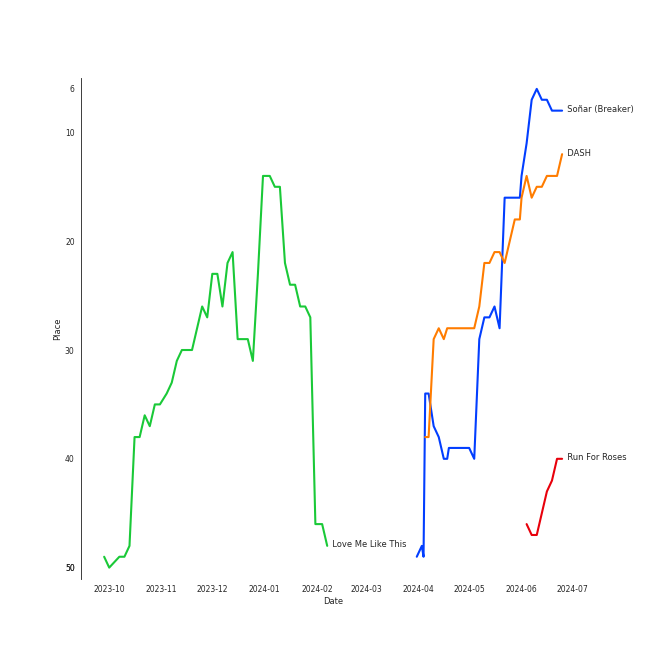 6
10
20
30
40
50
Place
Soñar (Breaker)
DASH
Run For Roses
Love Me Like This
2023-10 2023-11 2023-12 2024-01 2024-02 2024-03 2024-04 2024-05 2024-06 2024-07
Date